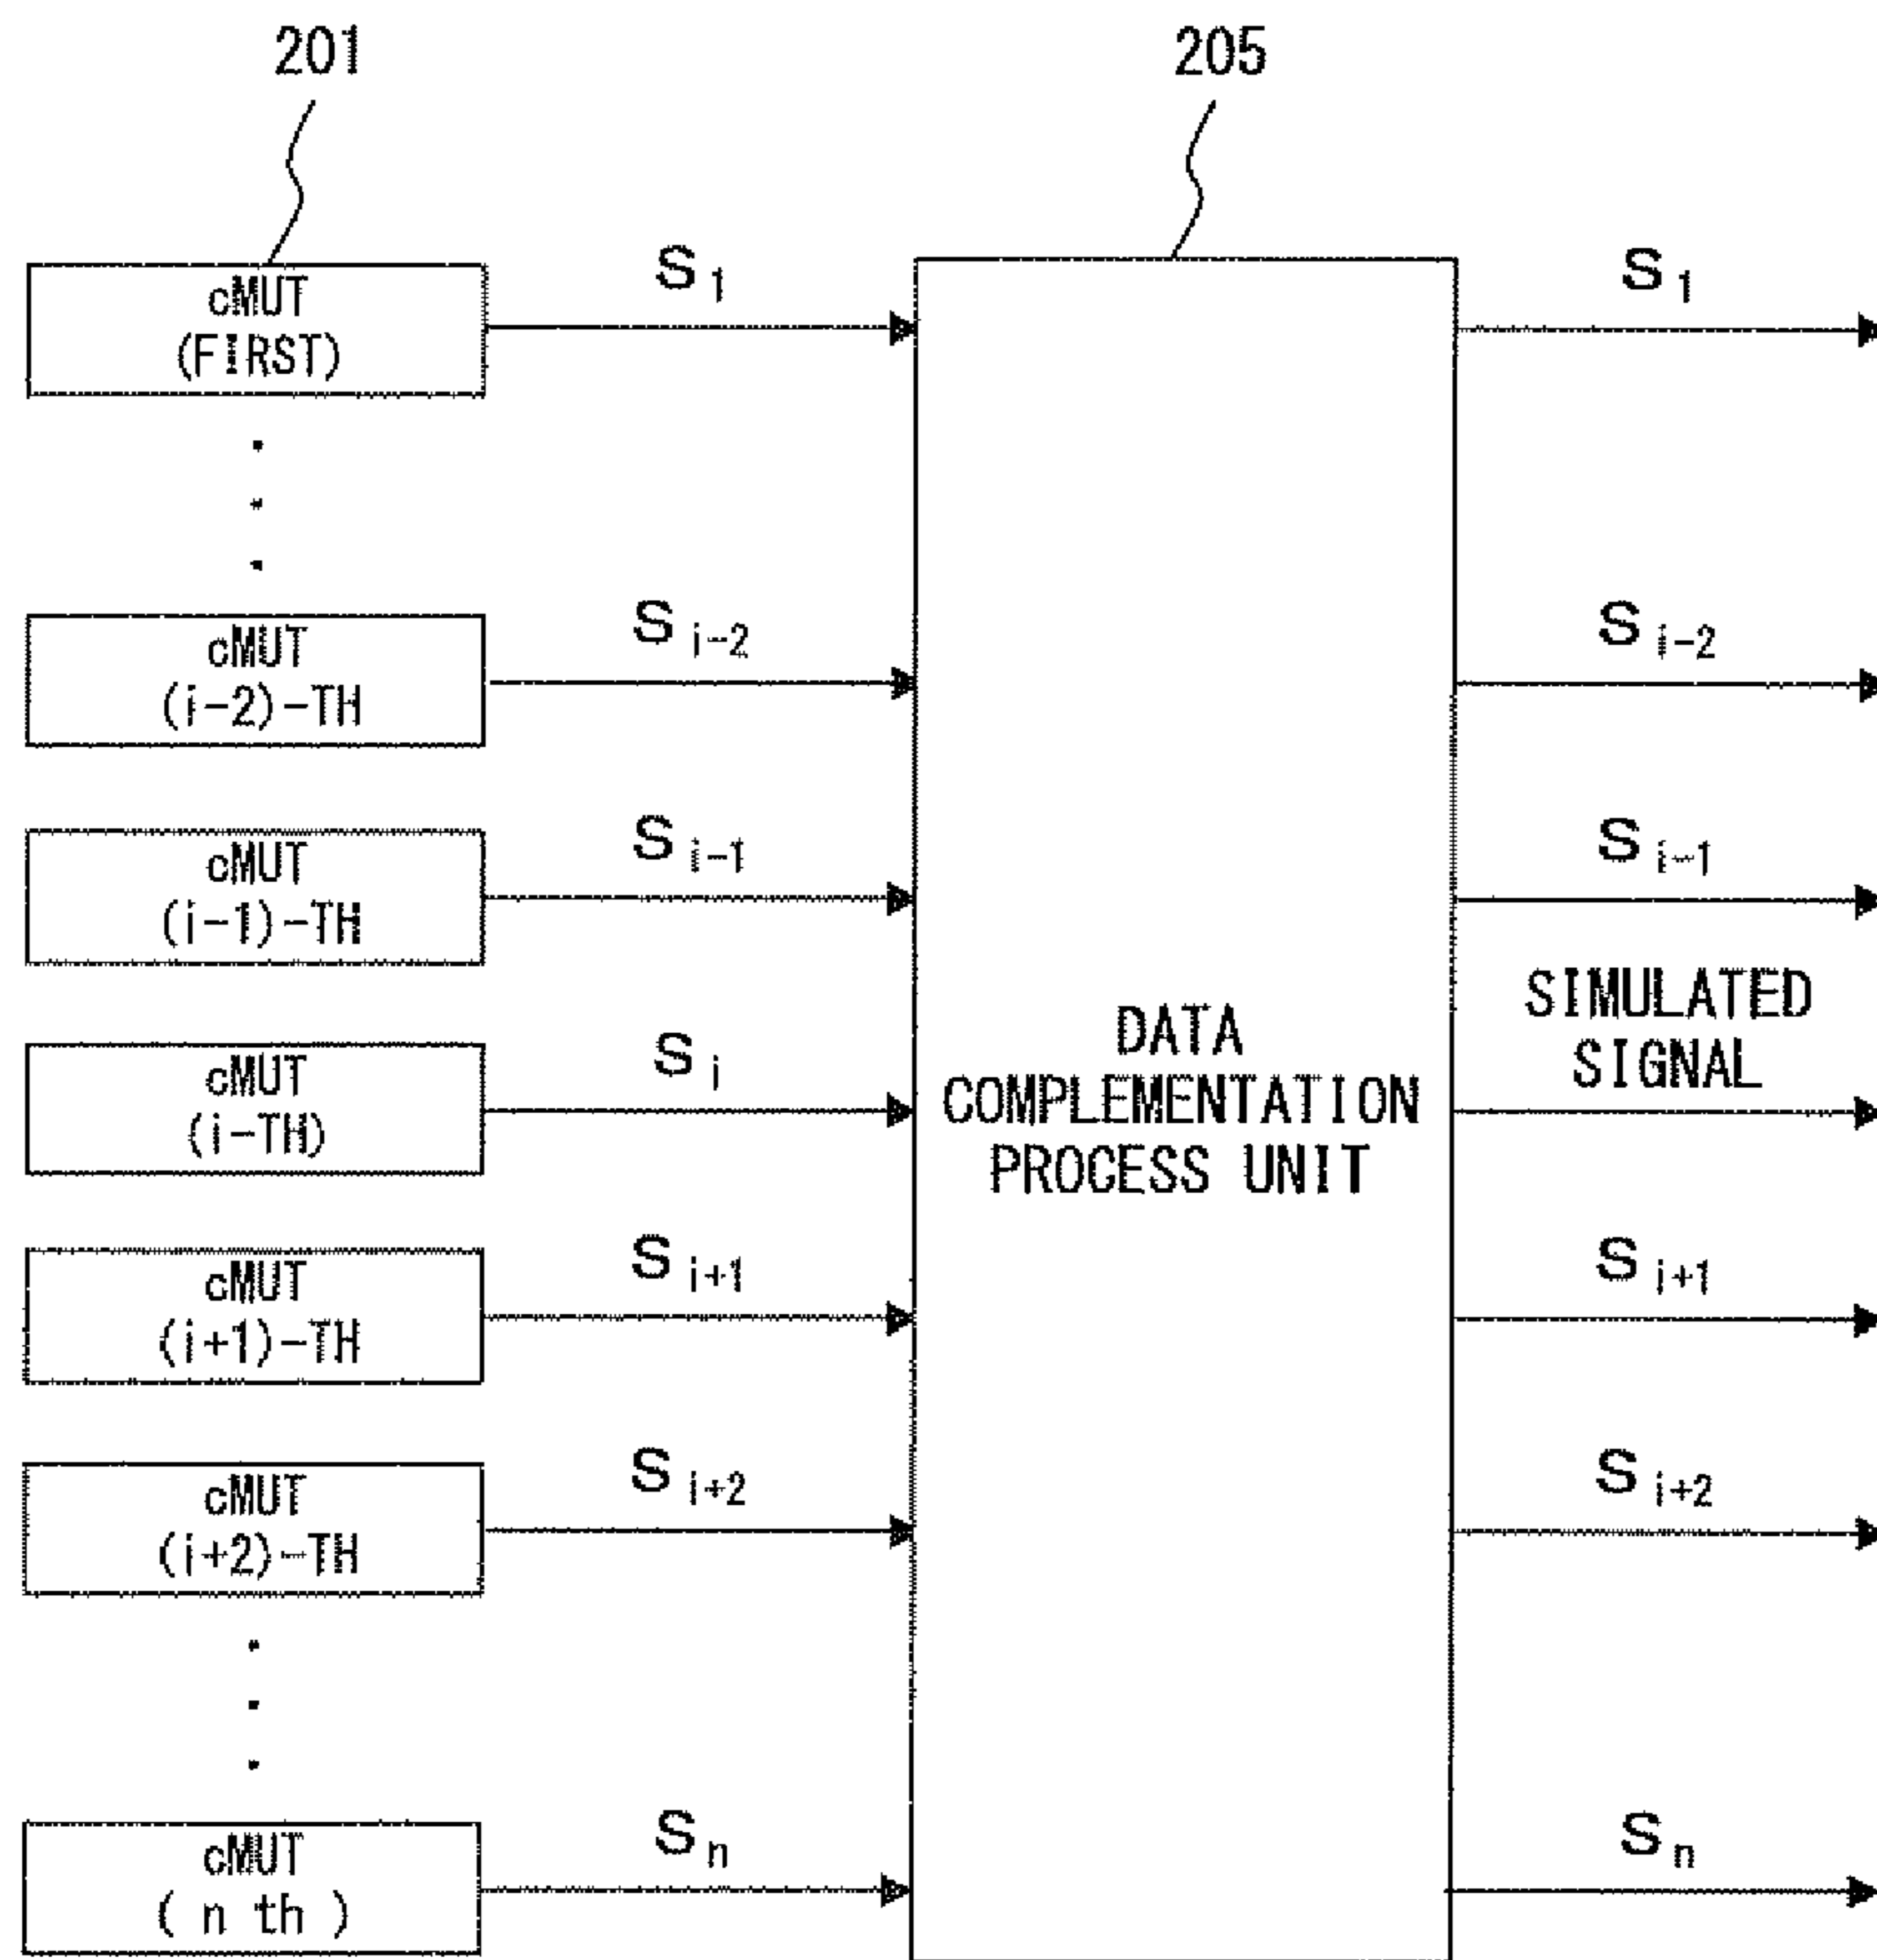 201
205
cMUT
(FIRST)
S1
S1
cMUT
(i-2)-TH
Si-2
Si-2
cMUT
(i-1)-TH
Si-1
Si-1
cMUT
(i-TH)
Si
DATA
COMPLEMENTATION
PROCESS UNIT
SIMULATED
SIGNAL
cMUT
(i+1)-TH
Si+1
Si+1
cMUT
(i+2)-TH
Si+2
Si+2
cMUT
( n th )
Sn
Sn